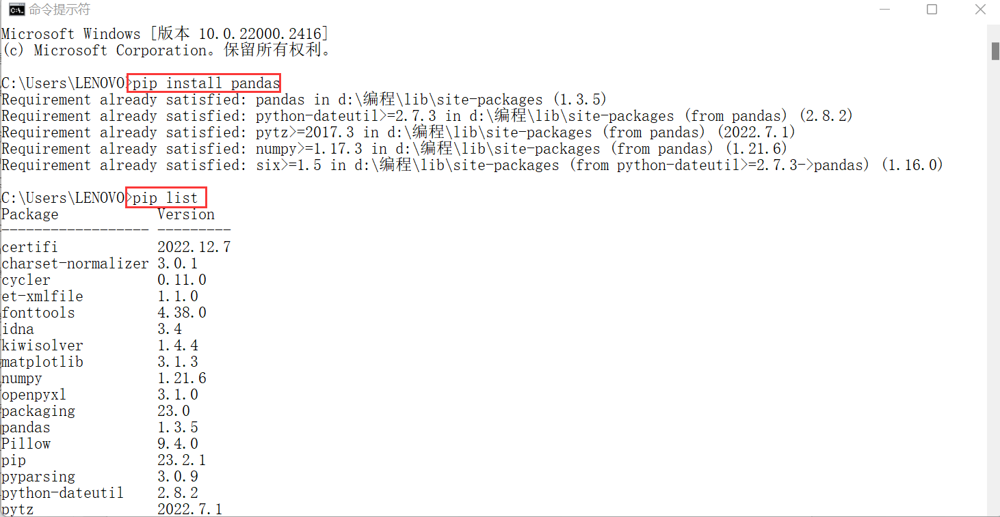 命令提示符
Microsoft Windows [版本 10.0.22000.2416]
(c) Microsoft Corporation。保留所有权利。
C:\Users\LENOVO>pip install pandas
Requirement already satisfied: pandas in d:\编程\lib\site-packages (1.3.5)
Requirement already satisfied: python-dateutil>=2.7.3 in d:\编程\lib\site-packages (from pandas) (2.8.2)
Requirement already satisfied: pytz>=2017.3 in d:\编程\lib\site-packages (from pandas) (2022.7.1)
Requirement already satisfied: numpy>=1.17.3 in d:\编程\lib\site-packages (from pandas) (1.21.6)
Requirement already satisfied: six>=1.5 in d:\编程\lib\site-packages (from python-dateutil>=2.7.3->pandas) (1.16.0)
C:\Users\LENOVO>pip list
Package Version
------------------ ---------
certifi 2022.12.7
charset-normalizer 3.0.1
cycler 0.11.0
et-xmlfile 1.1.0
fonttools 4.38.0
idna 3.4
kiwisolver 1.4.4
matplotlib 3.1.3
numpy 1.21.6
openpyxl 3.1.0
packaging 23.0
pandas 1.3.5
Pillow 9.4.0
pip 23.2.1
pyparsing 3.0.9
python-dateutil 2.8.2
pytz 2022.7.1